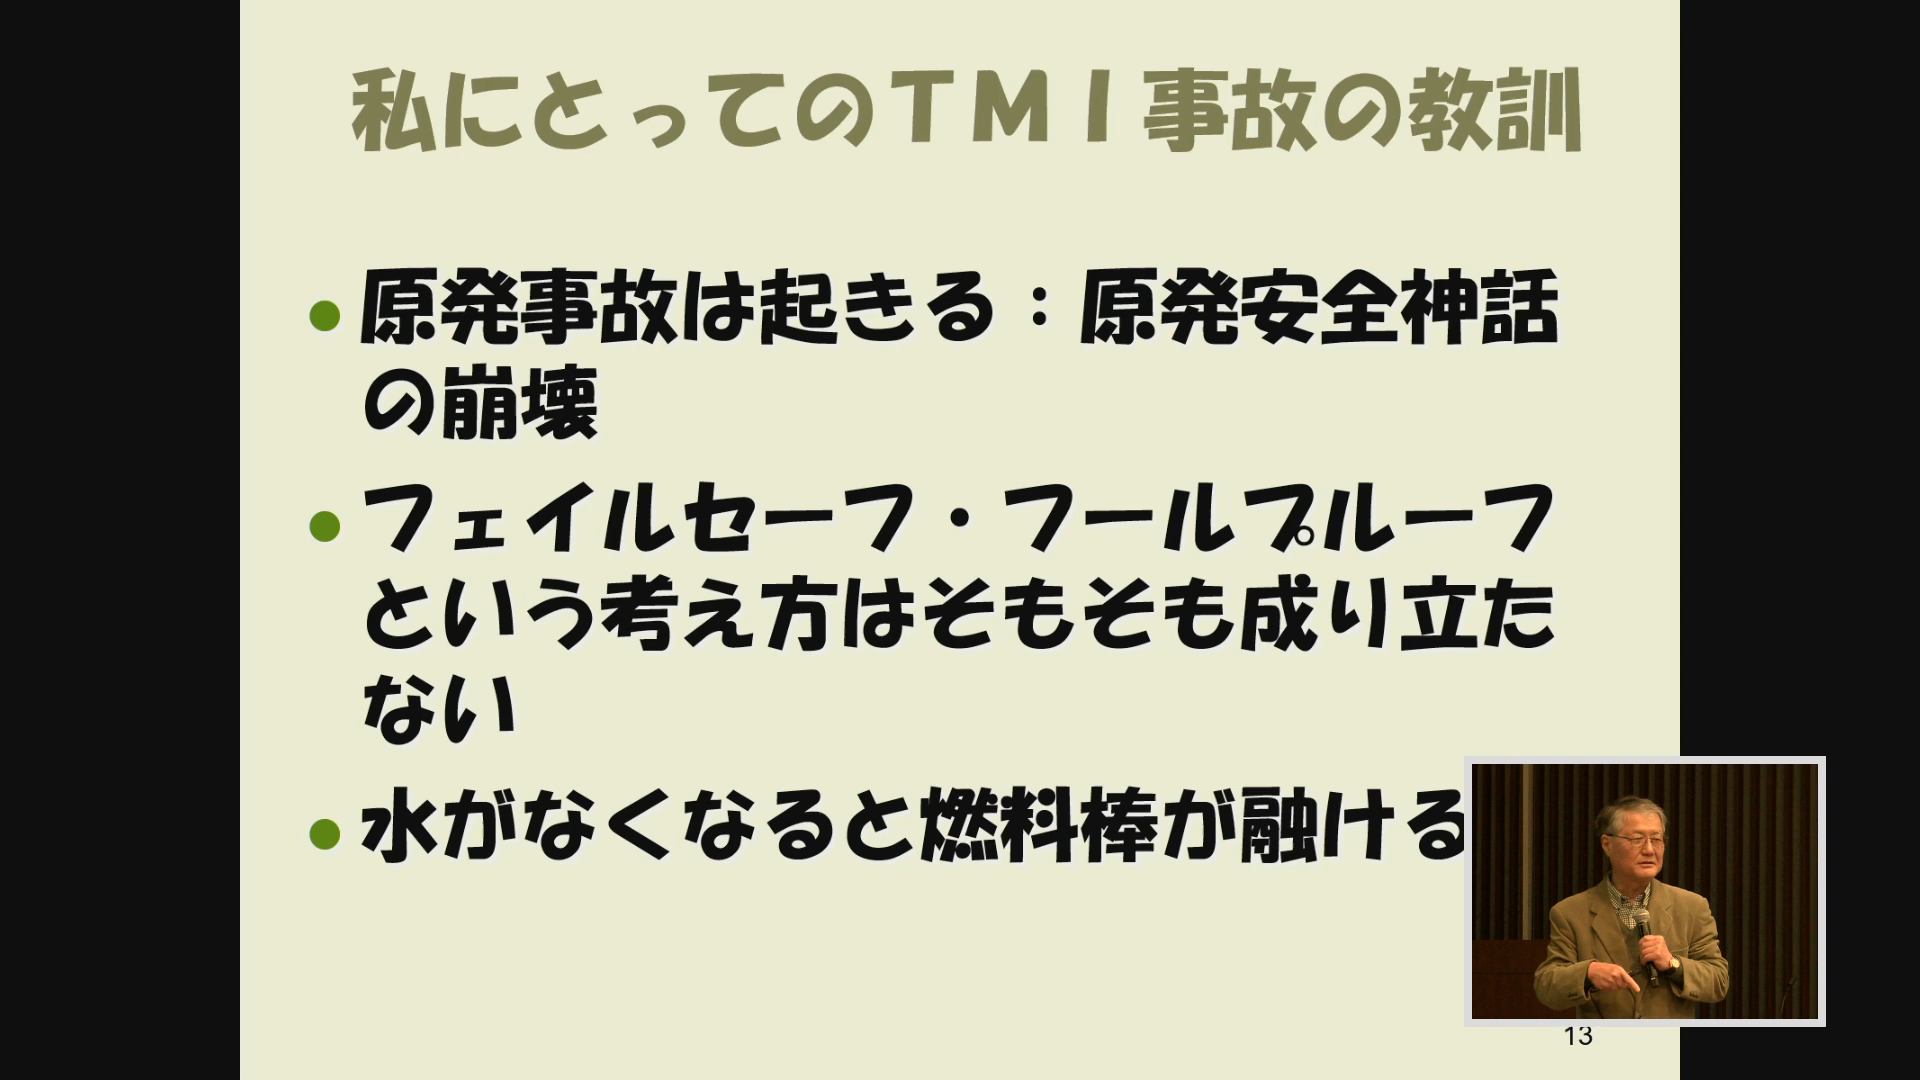 私にとってのＴＭＩ事故の教訓
● 原発事故は起きる：原発安全神話
の崩壊
● フェイルセーフ・フールプルーフ
という考え方はそもそも成り立た
ない
● 水がなくなると燃料棒が融ける
13